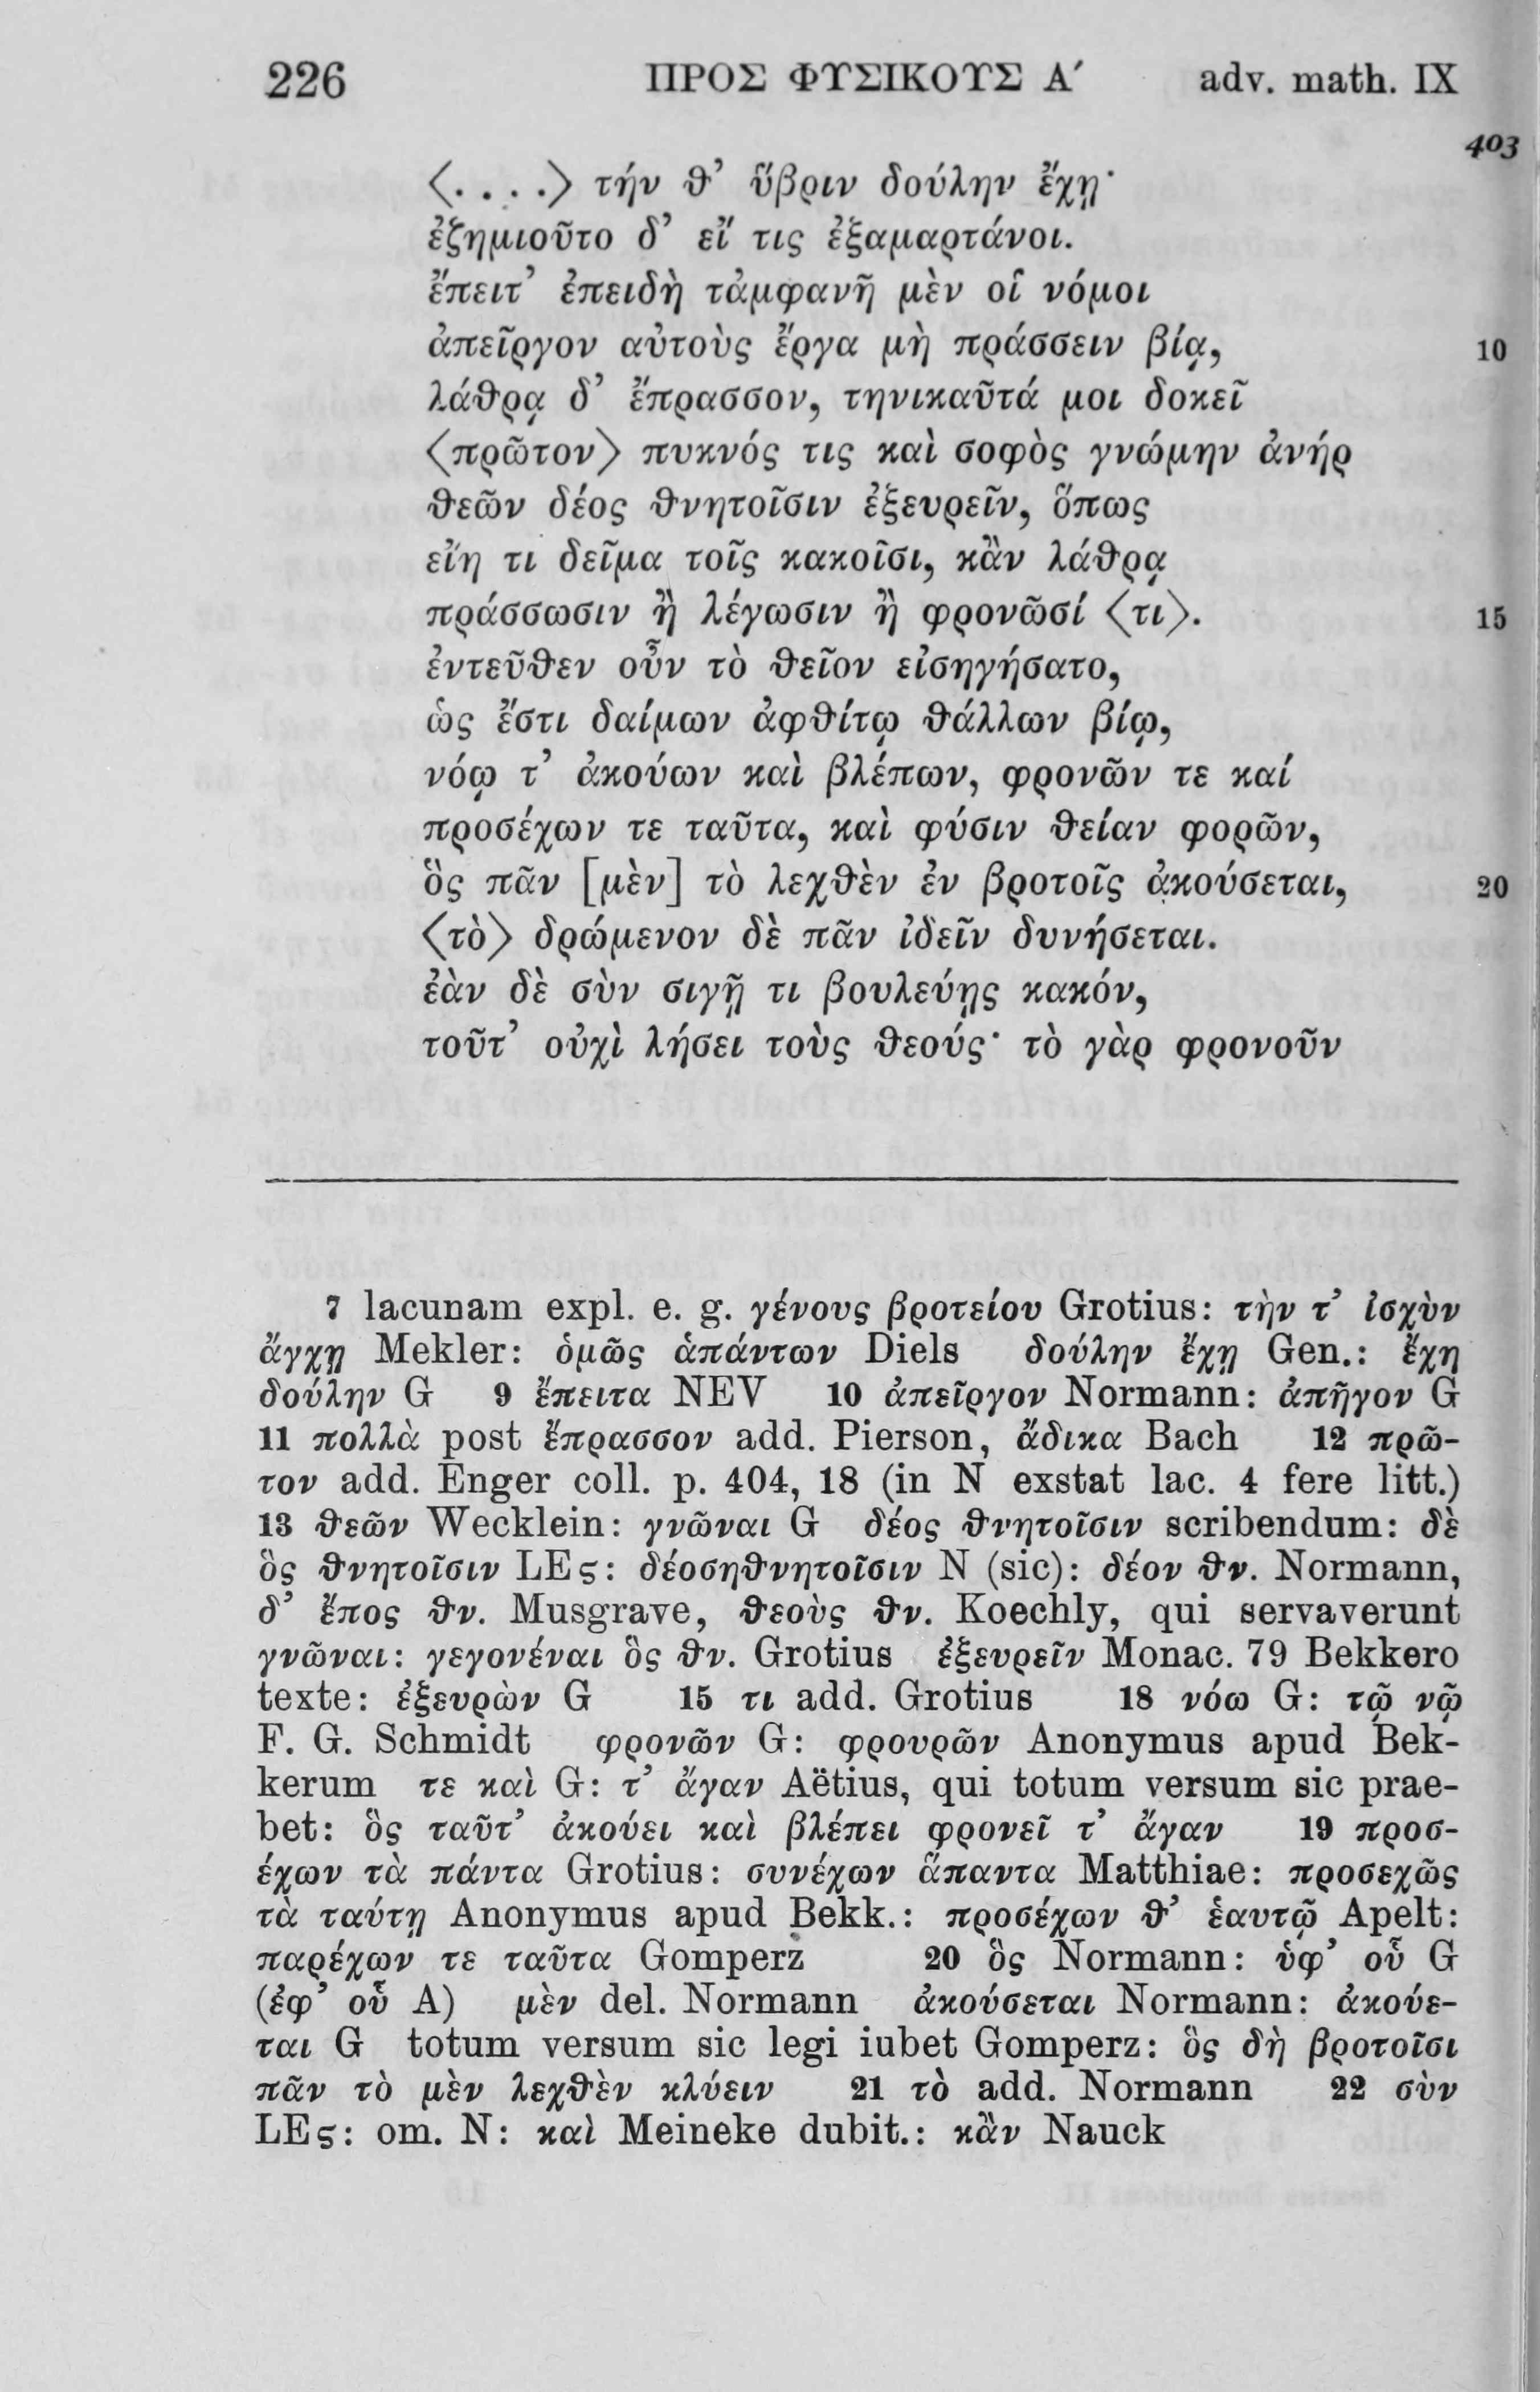 226 ΠΡΟΣ ΦΥΣΙΚΟΥΣ Α′ adv. math. IX
403
⟨. . . .⟩ τήν θ’ ὕβριν δούλην ἔχῃ·
ἐζημιοῦτο δ’ εἴ τις ἐξαμαρτάνοι.
ἔπειτ’ ἐπειδὴ τἀμφανῆ μὲν οἱ νόμοι
ἀπεῖργον αὐτοὺς ἔργα μὴ πράσσειν βίᾳ, 10
λάθρᾳ δ’ ἔπρασσον, τηνικαῦτά μοι δοκεῖ
⟨πρῶτον⟩ πυκνός τις καὶ σοφὸς γνώμην ἀνήρ
θεῶν δέος θνητοῖσιν ἐξευρεῖν, ὅπως
εἴη τι δεῖμα τοῖς κακοῖσι, κἂν λάθρᾳ
πράσσωσιν ἢ λέγωσιν ἢ φρονῶσί ⟨τι⟩. 15
ἐντεῦθεν οὖν τὸ θεῖον εἰσηγήσατο,
ὡς ἔστι δαίμων ἀφθίτῳ θάλλων βίῳ,
νόῳ τ’ ἀκούων καὶ βλέπων, φρονῶν τε καί
προσέχων τε ταῦτα, καὶ φύσιν θείαν φορῶν,
ὃς πᾶν [μὲν] τὸ λεχθὲν ἐν βροτοῖς ἀκούσεται, 20
⟨τὸ⟩ δρώμενον δὲ πᾶν ἰδεῖν δυνήσεται.
ἐὰν δὲ σὺν σιγῇ τι βουλεύῃς κακόν,
τοῦτ’ οὐχὶ λήσει τοὺς θεούς· τὸ γὰρ φρονοῦν
7 lacunam expl. e. g. γένους βροτείου Grotius: τὴν τ’ ἰσχὺν
ἄγχῃ Mekler: ὁμῶς ἁπάντων Diels δούλην ἔχῃ Gen.: ἔχῃ
δούλην G 9 ἔπειτα NEV 10 ἀπεῖργον Normann: ἀπῆγον G
11 πολλὰ post ἔπρασσον add. Pierson, ἄδικα Bach 12 πρῶ-
τον add. Enger coll. p. 404, 18 (in N exstat lac. 4 fere litt.)
13 θεῶν Wecklein: γνῶναι G δέος θνητοῖσιν scribendum: δὲ
ὃς θνητοῖσιν LEς: δέοσηθνητοῖσιν N (sic): δέον θν. Normann,
δ’ ἔπος θν. Musgrave, θεοὺς θν. Koechly, qui servaverunt
γνῶναι: γεγονέναι ὃς θν. Grotius ἐξευρεῖν Monac. 79 Bekkero
texte: ἐξευρὼν G 15 τι add. Grotius 18 νόω G: τῷ νῷ
F. G. Schmidt φρονῶν G: φρουρῶν Anonymus apud Bek-
kerum τε καὶ G: τ’ ἄγαν Aëtius, qui totum versum sic prae-
bet: ὃς ταῦτ’ ἀκούει καὶ βλέπει φρονεῖ τ’ ἄγαν 19 προσ-
έχων τὰ πάντα Grotius: συνέχων ἅπαντα Matthiae: προσεχῶς
τὰ ταύτῃ Anonymus apud Bekk.: προσέχων θ’ ἑαυτῷ Apelt:
παρέχων τε ταῦτα Gomperz 20 ὃς Normann: ὑφ’ οὗ G
(ἐφ’ οὗ A) μὲν del. Normann ἀκούσεται Normann: ἀκούε-
ται G totum versum sic legi iubet Gomperz: ὃς δὴ βροτοῖσι
πᾶν τὸ μὲν λεχθὲν κλύειν 21 τὸ add. Normann 22 σὺν
LEς: om. N: καὶ Meineke dubit.: κἂν Nauck